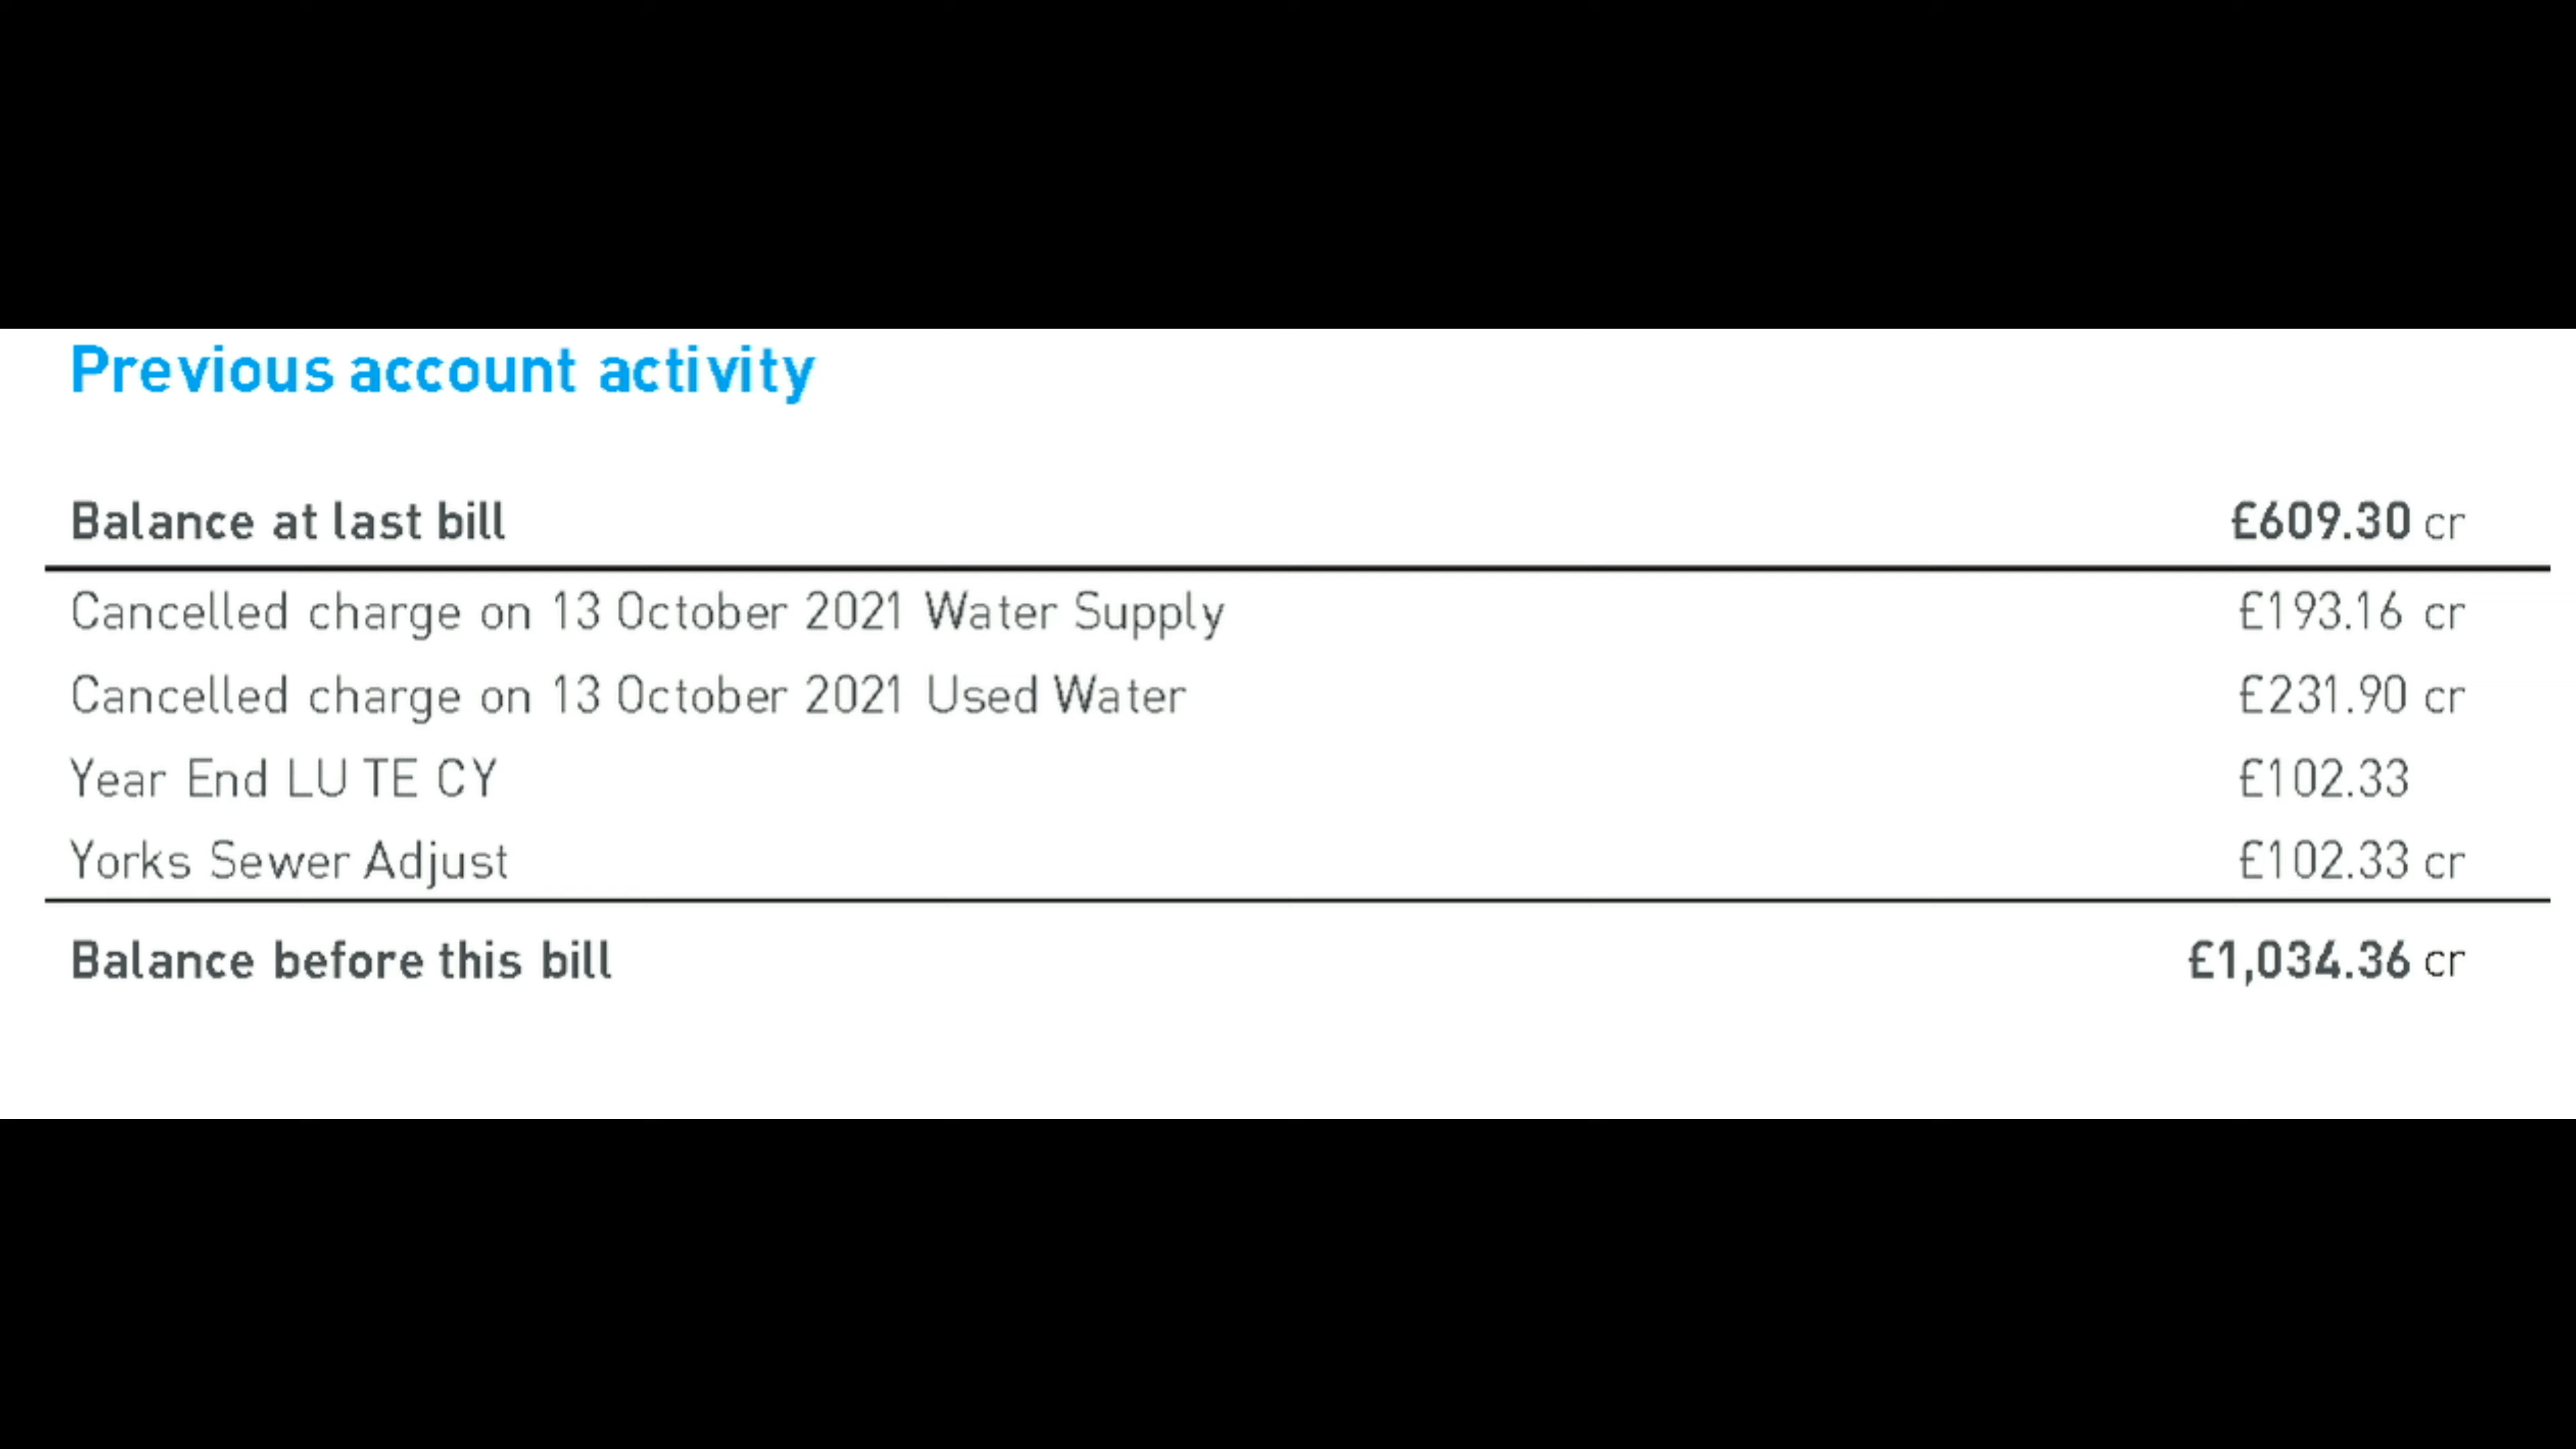 Previous account activity
Balance at last bill £609.30 cr
Cancelled charge on 13 October 2021 Water Supply £193.16 cr
Cancelled charge on 13 October 2021 Used Water £231.90 cr
Year End LU TE CY £102.33
Yorks Sewer Adjust £102.33 cr
Balance before this bill £1,034.36 cr